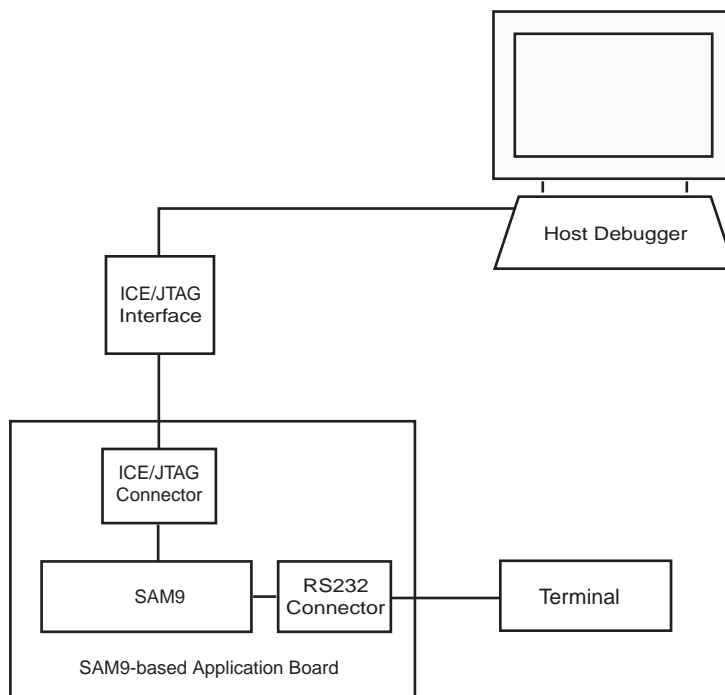 Host Debugger
ICE/JTAG
Interface
ICE/JTAG
Connector
SAM9
RS232
Connector
Terminal
SAM9-based Application Board